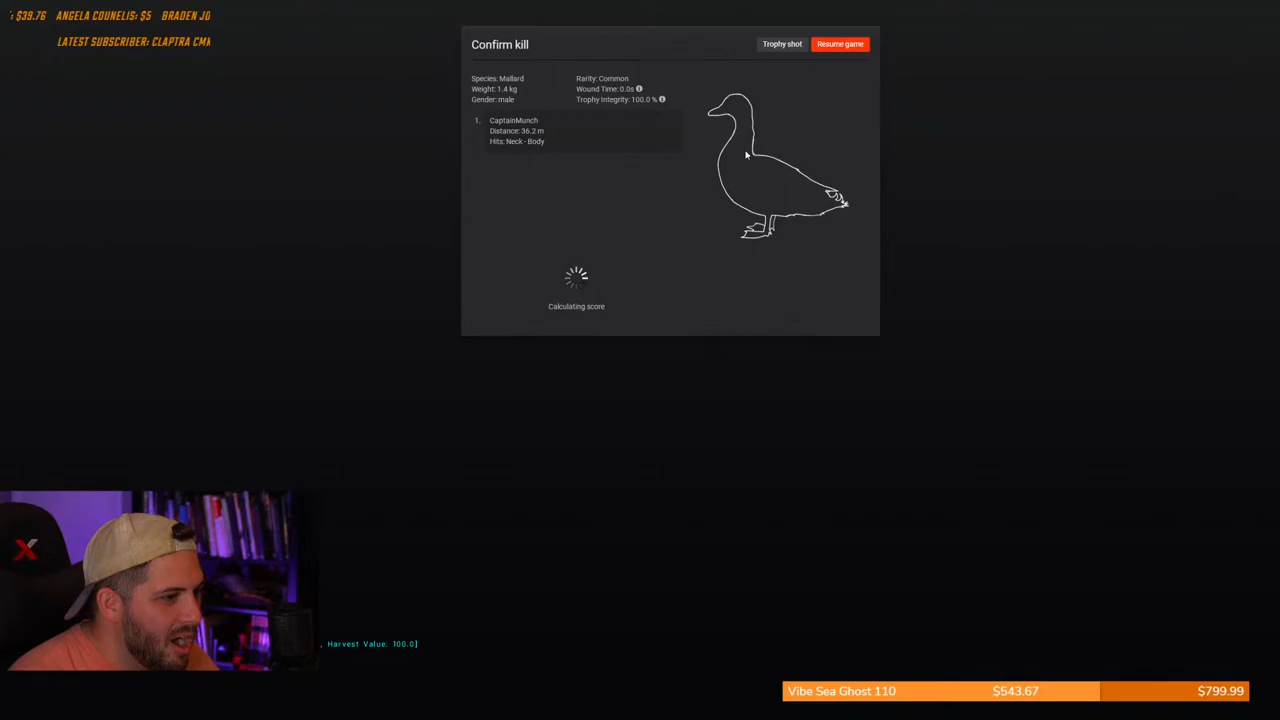 : $39.76 ANGELA COUNELIS: $5 BRADEN JO
LATEST SUBSCRIBER: CLAPTRA CMK
Confirm kill
Trophy shot
Resume game
Species: Mallard
Rarity: Common
Weight: 1.4 kg
Wound Time: 0.0s
Gender: male
Trophy Integrity: 100.0 %
1. CaptainMunch
Distance: 36.2 m
Hits: Neck - Body
Calculating score
, Harvest Value: 100.0]
Vibe Sea Ghost 110 $543.67 $799.99